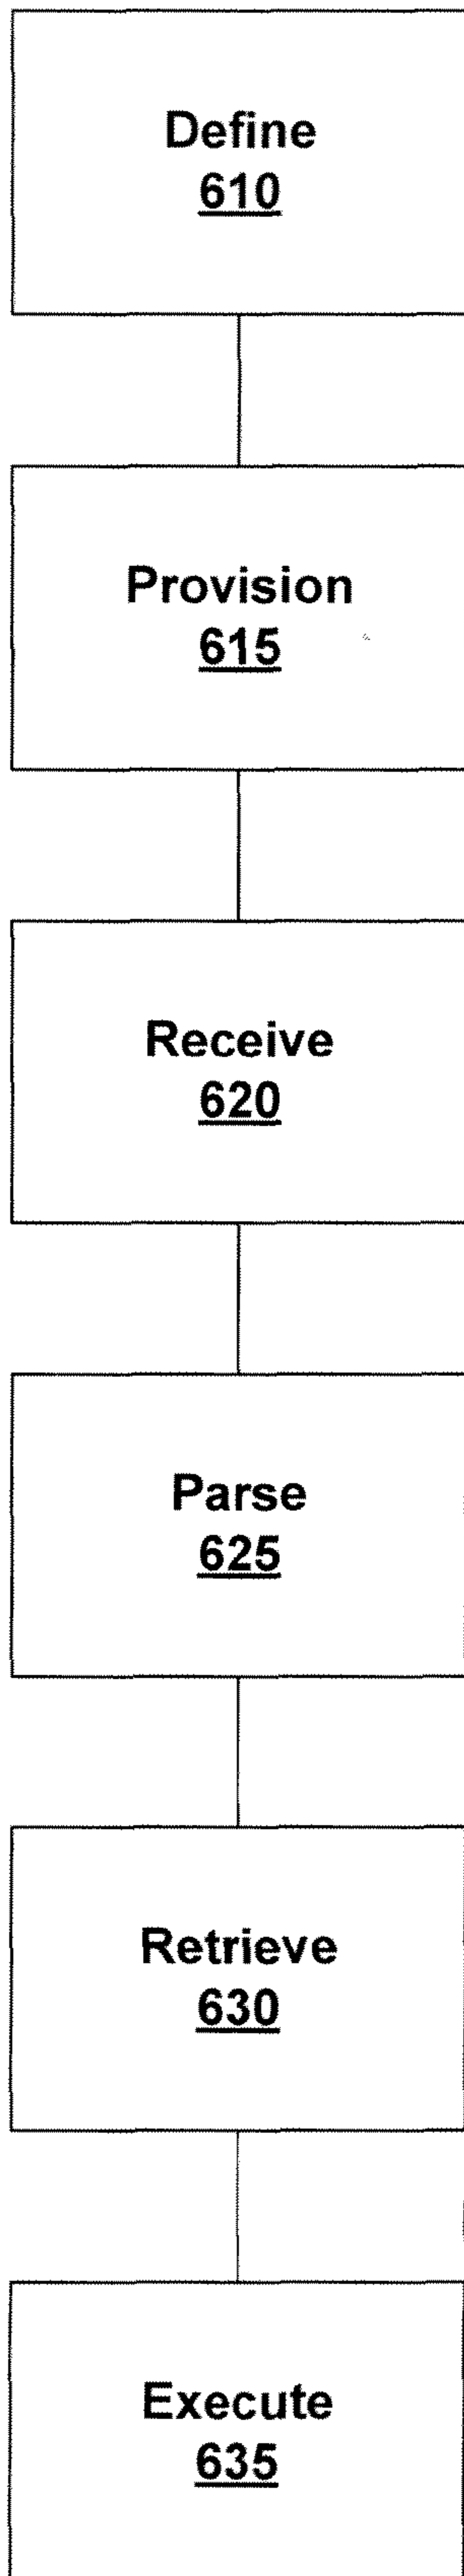 Define
610
Provision
615
Receive
620
Parse
625
Retrieve
630
Execute
635